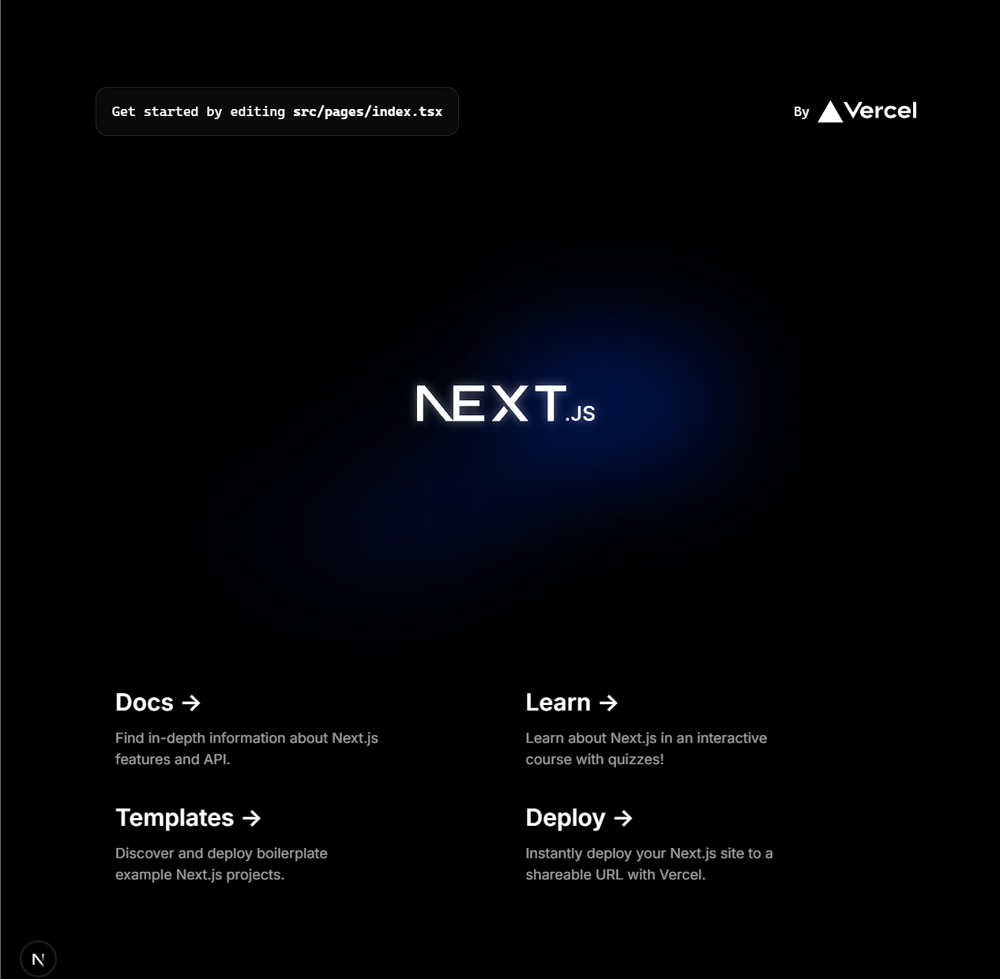 Get started by editing src/pages/index.tsx
By Vercel
NEXT.JS
Docs →
Find in-depth information about Next.js
features and API.
Learn →
Learn about Next.js in an interactive
course with quizzes!
Templates →
Discover and deploy boilerplate
example Next.js projects.
Deploy →
Instantly deploy your Next.js site to a
shareable URL with Vercel.
N